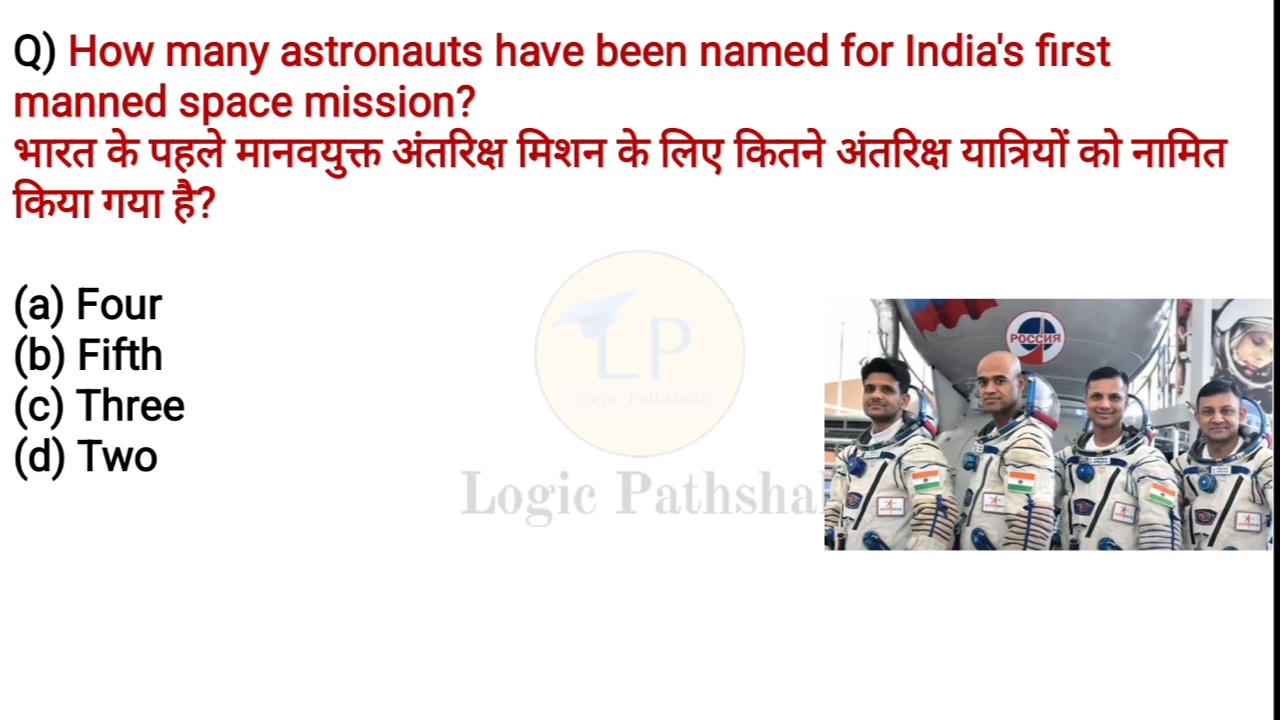 Q) How many astronauts have been named for India's first
manned space mission?
भारत के पहले मानवयुक्त अंतरिक्ष मिशन के लिए कितने अंतरिक्ष यात्रियों को नामित
किया गया है?
(a) Four
(b) Fifth
(c) Three
(d) Two
LP
Logic Pathshala
Logic Pathshal
РОССИЯ